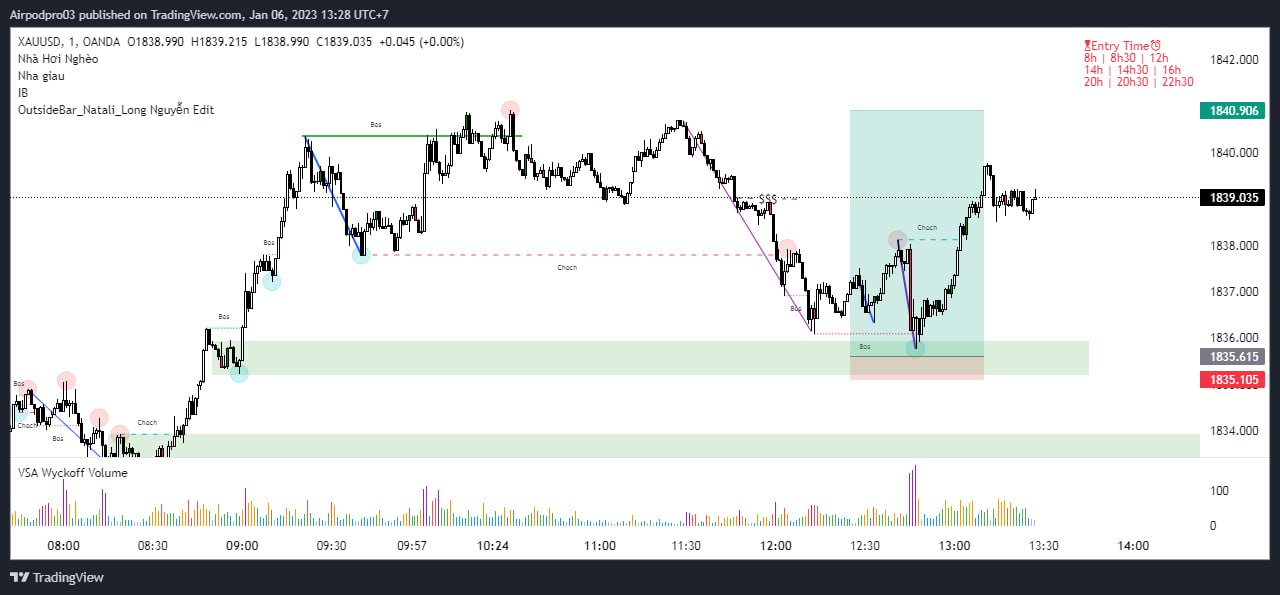 Airpodpro03 published on TradingView.com, Jan 06, 2023 13:28 UTC+7
XAUUSD, 1, OANDA O1838.990 H1839.215 L1838.990 C1839.035 +0.045 (+0.00%)
Nhà Hơi Nghèo
Nha giau
IB
OutsideBar_Natali_Long Nguyễn Edit
⌛Entry Time⏰
8h | 8h30 | 12h
14h | 14h30 | 16h
20h | 20h30 | 22h30
1842.000
1840.906
1840.000
1839.035
1838.000
1837.000
1836.000
1835.615
1835.105
1834.000
Bos
Bos
$$$
Choch
Choch
Bos
Bos
Bos
Bos
Choch
Choch
Bos
VSA Wyckoff Volume
100
0
08:00 08:30 09:00 09:30 09:57 10:24 11:00 11:30 12:00 12:30 13:00 13:30 14:00
TradingView